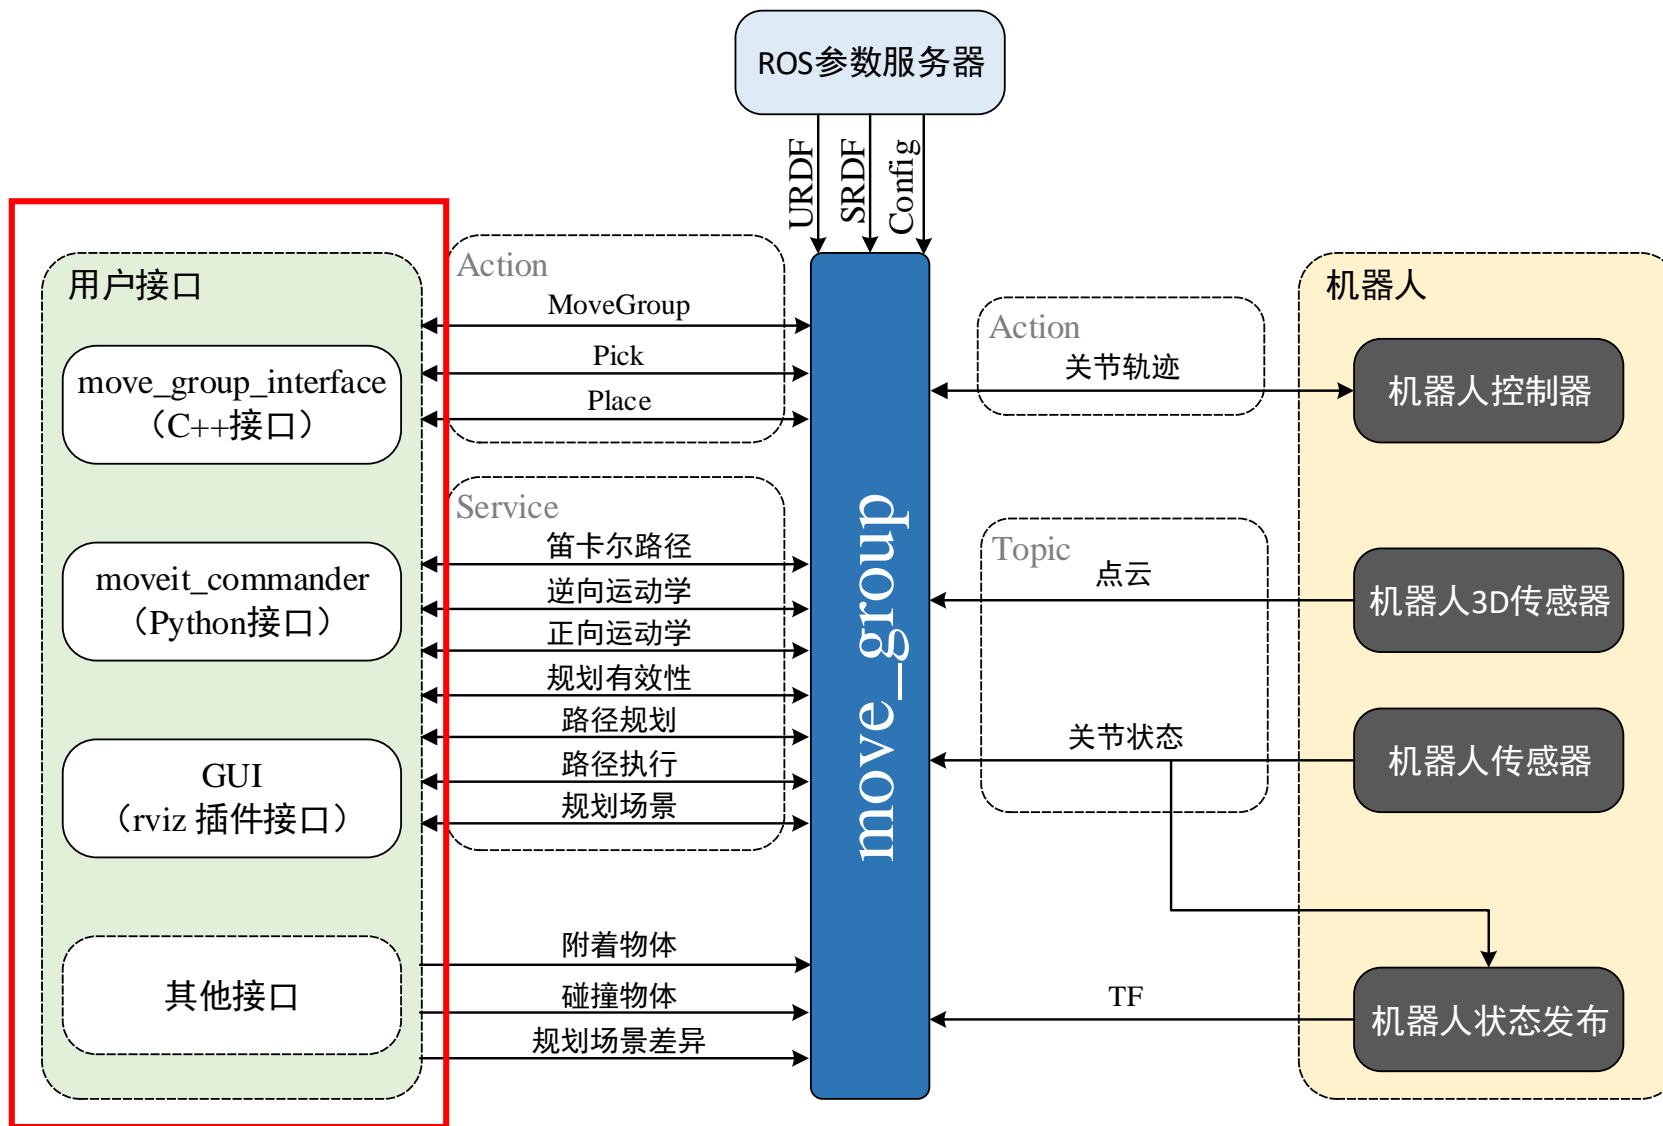 ROS参数服务器
URDF
SRDF
Config
用户接口
move_group_interface
（C++接口）
moveit_commander
（Python接口）
GUI
（rviz 插件接口）
其他接口
Action
MoveGroup
Pick
Place
Service
笛卡尔路径
逆向运动学
正向运动学
规划有效性
路径规划
路径执行
规划场景
附着物体
碰撞物体
规划场景差异
move_group
Action
关节轨迹
Topic
点云
关节状态
TF
机器人
机器人控制器
机器人3D传感器
机器人传感器
机器人状态发布